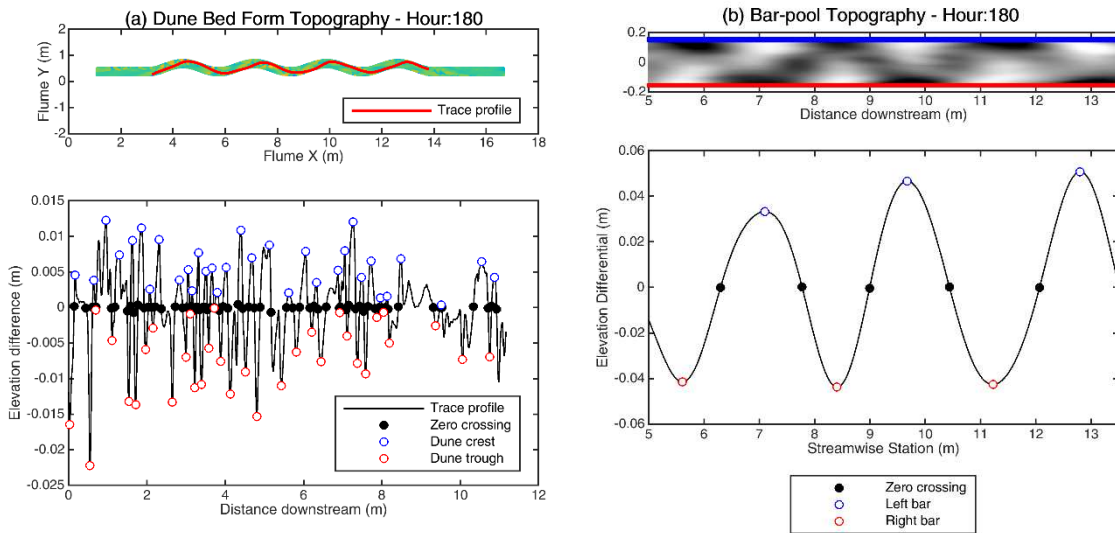 (a) Dune Bed Form Topography - Hour:180
2
1
0
-1
-2
Flume Y (m)
Trace profile
0 2 4 6 8 10 12 14 16 18
Flume X (m)
0.015
0.01
0.005
0
-0.005
-0.01
-0.015
-0.02
-0.025
Elevation difference (m)
Trace profile
Zero crossing
Dune crest
Dune trough
0 2 4 6 8 10 12
Distance downstream (m)
(b) Bar-pool Topography - Hour:180
0.2
0
-0.2
5 6 7 8 9 10 11 12 13
Distance downstream (m)
0.06
0.04
0.02
0
-0.02
-0.04
-0.06
Elevation Differential (m)
5 6 7 8 9 10 11 12 13
Streamwise Station (m)
Zero crossing
Left bar
Right bar